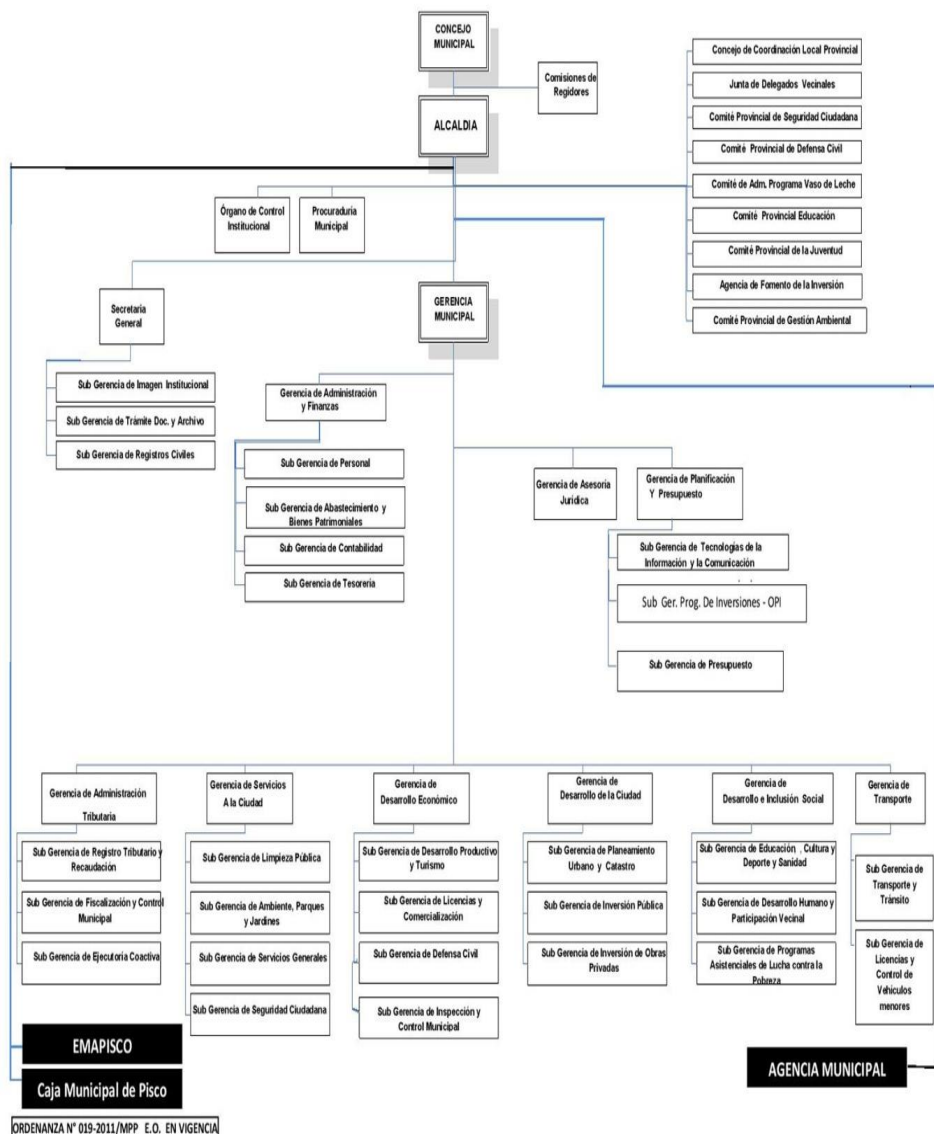 CONCEJO
MUNICIPAL
Comisiones de
Regidores
ALCALDIA
Concejo de Coordinación Local Provincial
Junta de Delegados Vecinales
Comité Provincial de Seguridad Ciudadana
Comité Provincial de Defensa Civil
Comité de Adm. Programa Vaso de Leche
Comité Provincial Educación
Comité Provincial de la Juventud
Agencia de Fomento de la Inversión
Comité Provincial de Gestión Ambiental
Órgano de Control
Institucional
Procuraduría
Municipal
Secretaria
General
GERENCIA
MUNICIPAL
Sub Gerencia de Imagen Institucional
Sub Gerencia de Trámite Doc. y Archivo
Sub Gerencia de Registros Civiles
Gerencia de Administración
y Finanzas
Sub Gerencia de Personal
Sub Gerencia de Abastecimiento y
Bienes Patrimoniales
Sub Gerencia de Contabilidad
Sub Gerencia de Tesorería
Gerencia de Asesoría
Jurídica
Gerencia de Planificación
Y Presupuesto
Sub Gerencia de Tecnologías de la
Información y la Comunicación
Sub Ger. Prog. De Inversiones - OPI
Sub Gerencia de Presupuesto
Gerencia de Administración
Tributaria
Sub Gerencia de Registro Tributario y
Recaudación
Sub Gerencia de Fiscalización y Control
Municipal
Sub Gerencia de Ejecutoria Coactiva
Gerencia de Servicios
A la Ciudad
Sub Gerencia de Limpieza Pública
Sub Gerencia de Ambiente, Parques
y Jardines
Sub Gerencia de Servicios Generales
Sub Gerencia de Seguridad Ciudadana
Gerencia de
Desarrollo Económico
Sub Gerencia de Desarrollo Productivo
y Turismo
Sub Gerencia de Licencias y
Comercialización
Sub Gerencia de Defensa Civil
Sub Gerencia de Inspección y
Control Municipal
Gerencia de
Desarrollo de la Ciudad
Sub Gerencia de Planeamiento
Urbano y Catastro
Sub Gerencia de Inversión Pública
Sub Gerencia de Inversión de Obras
Privadas
Gerencia de
Desarrollo e Inclusión Social
Sub Gerencia de Educación , Cultura y
Deporte y Sanidad
Sub Gerencia de Desarrollo Humano y
Participación Vecinal
Sub Gerencia de Programas
Asistenciales de Lucha contra la
Pobreza
Gerencia de
Transporte
Sub Gerencia de
Transporte y
Tránsito
Sub Gerencia de
Licencias y
Control de
Vehículos
menores
EMAPISCO
Caja Municipal de Pisco
AGENCIA MUNICIPAL
ORDENANZA N° 019-2011/MPP E.O. EN VIGENCIA